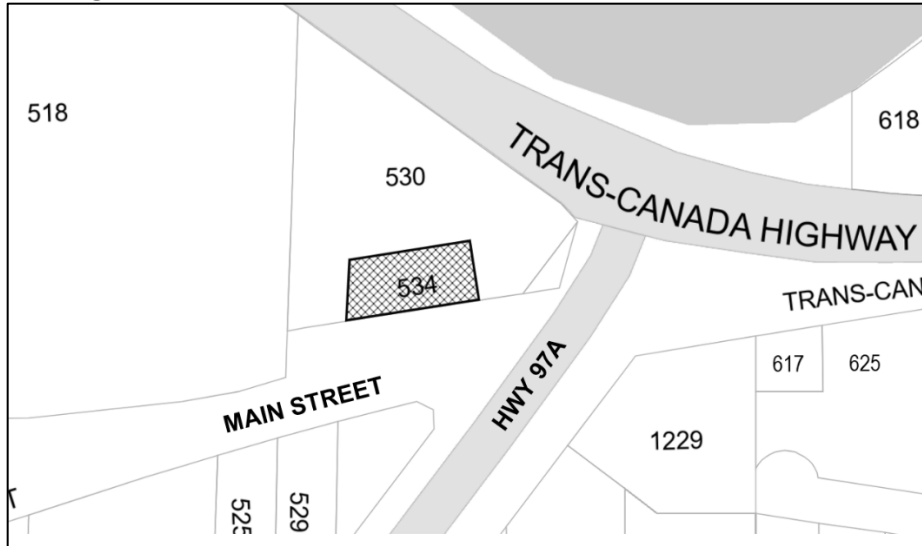 518
530
618
TRANS-CANADA HIGHWAY
534
TRANS-CAN
HWY 97A
617
625
MAIN STREET
1229
T
525
529